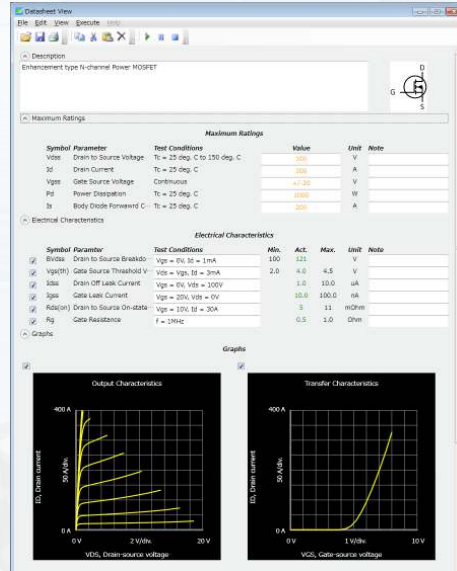 Datasheet View
File Edit View Execute Help
Description
Enhancement type N-channel Power MOSFET
D
G
S
Maximum Ratings
Maximum Ratings
Symbol Parameter Test Conditions Value Unit Note
Vdss Drain to Source Voltage Tc = 25 deg. C to 150 deg. C V
Id Drain Current Tc = 25 deg. C A
Vgss Gate Source Voltage Continuous +/- 20 V
Pd Power Dissipation Tc = 25 deg. C W
Is Body Diode Forwawrd C··· Tc = 25 deg. C A
Electrical Characteristics
Electrical Characteristics
Symbol Paramter Test Conditions Min. Act. Max. Unit Note
BVdss Drain to Source Breakdo··· Vgs = 0V, Id = 1mA 100 121 V
Vgs(th) Gate Source Threshold V··· Vds = Vgs, Id = 3mA 2.0 4.0 4.5 V
Idss Drain Off Leak Current Vgs = 0V, Vds = 100V 1.0 10.0 uA
Igss Gate Leak Current Vgs = 20V, Vds = 0V 10.0 100.0 nA
Rds(on) Drain to Source On-state··· Vgs = 10V, Id = 30A 5 11 mOhm
Rg Gate Resistance f = 1MHz 0.5 1.0 Ohm
Graphs
Graphs
Output Characteristics
400 A
50 A/div.
ID, Drain current
0 A
0 V 2 V/div. 20 V
VDS, Drain-source voltage
Transfer Characteristics
400 A
50 A/div.
ID, Drain current
0 A
0 V 1 V/div. 10 V
VGS, Gate-source voltage